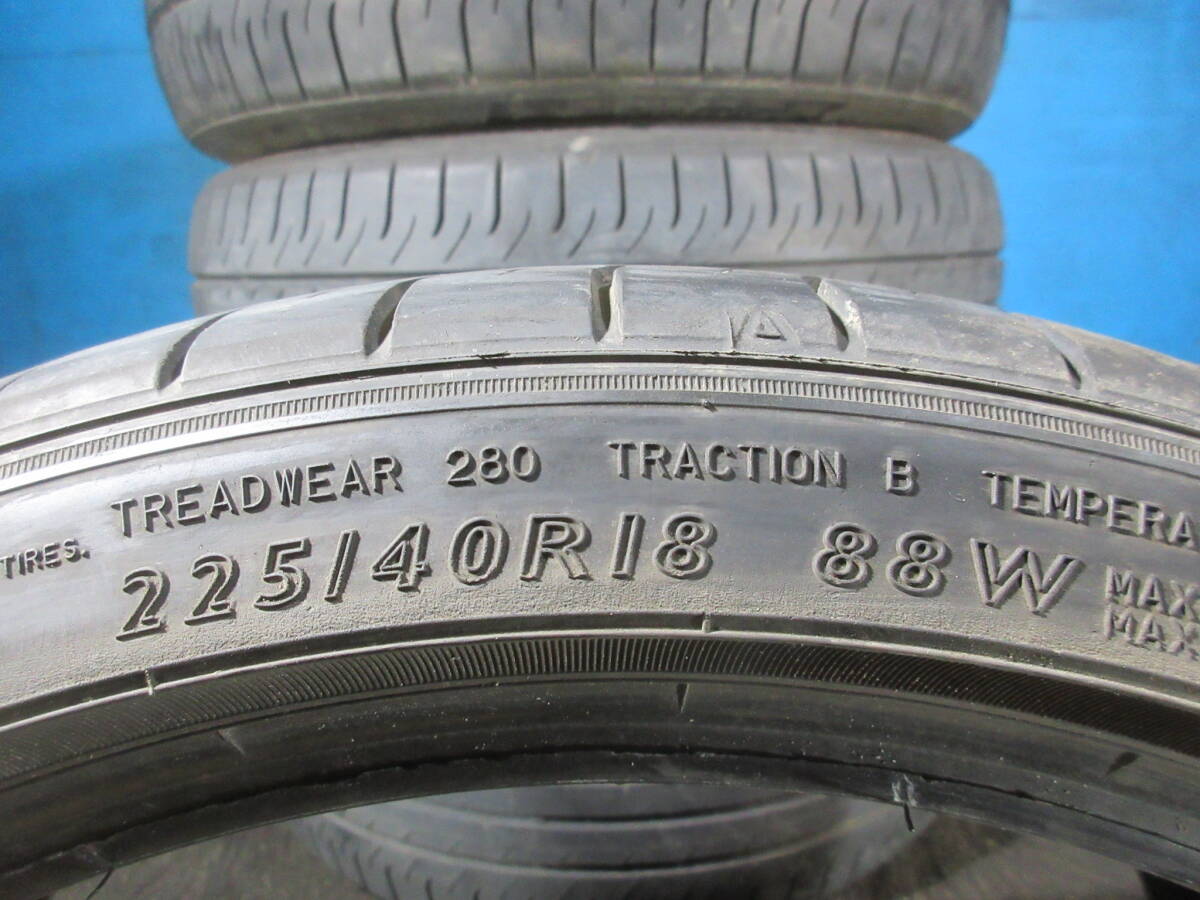 TREADWEAR 280 TRACTION B TEMPERA
TIRES. 225/40R18 88W MAX
MAX